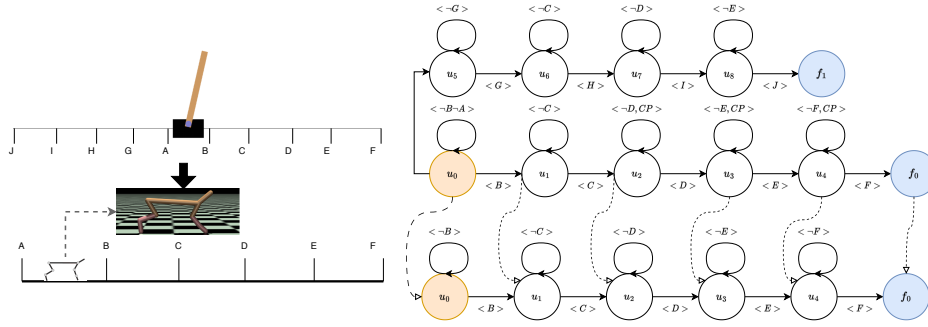 <¬G> <¬C> <¬D> <¬E>
u₅ u₆ u₇ u₈ f₁
<G> <H> <I> <J>
<¬B¬A> <¬C> <¬D, CP> <¬E, CP> <¬F, CP>
J I H G A B C D E F
u₀ u₁ u₂ u₃ u₄ f₀
<B> <C> <D> <E> <F>
<¬B> <¬C> <¬D> <¬E> <¬F>
A B C D E F
u₀ u₁ u₂ u₃ u₄ f₀
<B> <C> <D> <E> <F>